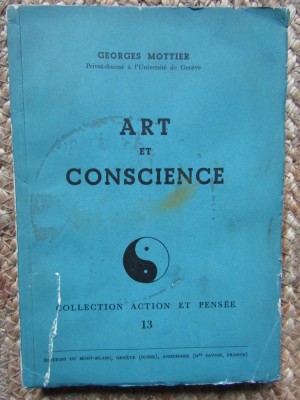 GEORGES MOTTIER
Privat-docent à l'Université de Genève
ART
ET
CONSCIENCE
COLLECTION ACTION ET PENSÉE
13
EDITIONS DU MONT-BLANC, GENÈVE (SUISSE), ANNEMASSE (Hte SAVOIE, FRANCE)